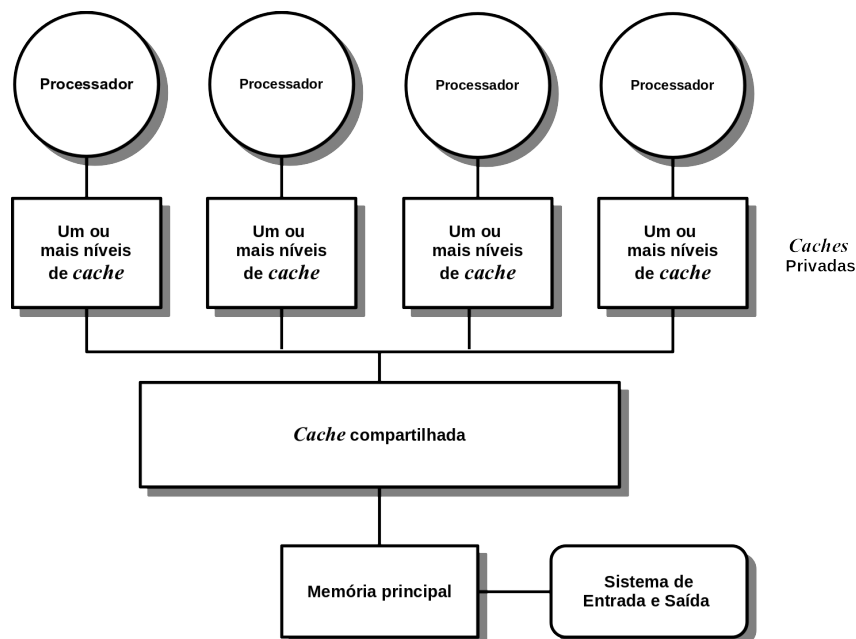 Processador
Processador
Processador
Processador
Um ou
mais níveis
de cache
Um ou
mais níveis
de cache
Um ou
mais níveis
de cache
Um ou
mais níveis
de cache
Caches
Privadas
Cache compartilhada
Memória principal
Sistema de
Entrada e Saída